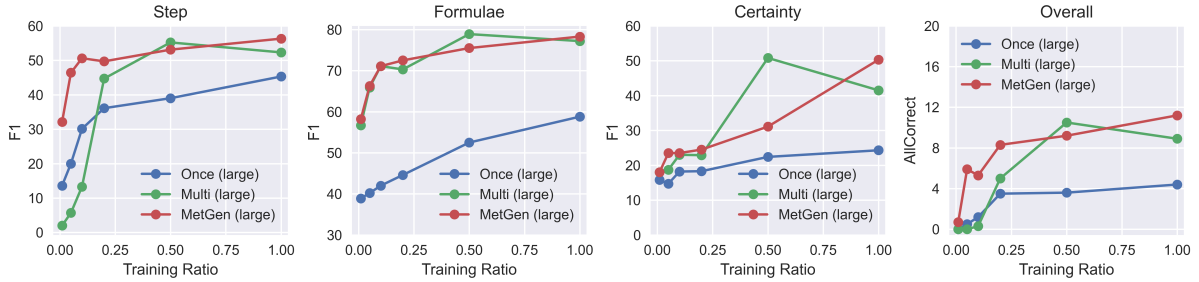 Step
F1
60
50
40
30
20
10
0
Once (large)
Multi (large)
MetGen (large)
0.00 0.25 0.50 0.75 1.00
Training Ratio
Formulae
F1
80
70
60
50
40
30
Once (large)
Multi (large)
MetGen (large)
0.00 0.25 0.50 0.75 1.00
Training Ratio
Certainty
F1
60
50
40
30
20
10
0
Once (large)
Multi (large)
MetGen (large)
0.00 0.25 0.50 0.75 1.00
Training Ratio
Overall
AllCorrect
20
16
12
8
4
0
Once (large)
Multi (large)
MetGen (large)
0.00 0.25 0.50 0.75 1.00
Training Ratio